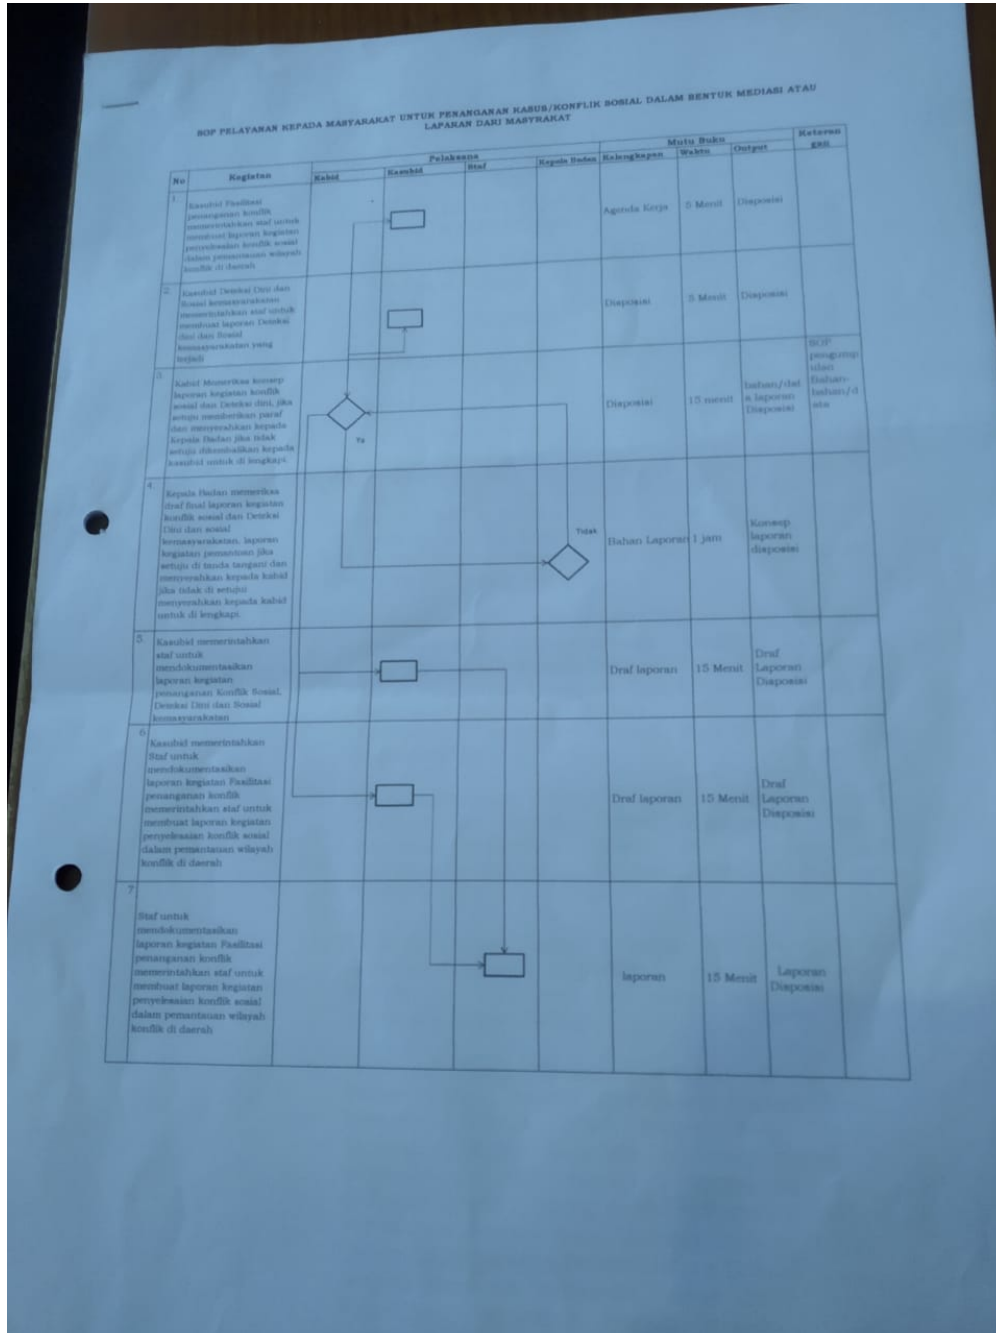 SOP PELAYANAN KEPADA MASYARAKAT UNTUK PENANGANAN KASUS/KONFLIK SOSIAL DALAM BENTUK MEDIASI ATAU
LAPARAN DARI MASYRAKAT
No
Kegiatan
Pelaksana
Mutu Buku
Keteran
gan
Kabid
Kasubid
Staf
Kepala Badan
Kelengkapan
Waktu
Output
1.
Kasubid Fasilitasi
penanganan konflik
memerintahkan staf untuk
membuat laporan kegiatan
penyelesaian konflik sosial
dalam pemantauan wilayah
konflik di daerah
Agenda Kerja
5 Menit
Disposisi
2.
Kasubid Deteksi Dini dan
Sosial kemasyarakatan
memerintahkan staf untuk
membuat laporan Deteksi
dini dan Sosial
kemasyarakatan yang
terjadi
Disposisi
5 Menit
Disposisi
3.
Kabid Memeriksa konsep
laporan kegiatan konflik
sosial dan Deteksi dini, jika
setuju memberikan paraf
dan menyerahkan kepada
Kepala Badan jika tidak
setuju dikembalikan kepada
kasubid untuk di lengkapi.
Ya
Disposisi
15 menit
bahan/dat
a laporan
Disposisi
SOP
pengump
ulan
Bahan-
bahan/d
ata
4.
Kepala Badan memeriksa
draf final laporan kegiatan
konflik sosial dan Deteksi
Dini dan sosial
kemasyarakatan, laporan
kegiatan pemantoan jika
setuju di tanda tangani dan
menyerahkan kepada kabid
jika tidak di setujui
menyerahkan kepada kabid
untuk di lengkapi.
Tidak
Bahan Laporan
1 jam
Konsep
laporan
disposisi
5.
Kasubid memerintahkan
staf untuk
mendokumentasikan
laporan kegiatan
penanganan Konflik Sosial,
Deteksi Dini dan Sosial
kemasyarakatan
Draf laporan
15 Menit
Draf
Laporan
Disposisi
6
Kasubid memerintahkan
Staf untuk
mendokumentasikan
laporan kegiatan Fasilitasi
penanganan konflik
memerintahkan staf untuk
membuat laporan kegiatan
penyelesaian konflik sosial
dalam pemantauan wilayah
konflik di daerah
Draf laporan
15 Menit
Draf
Laporan
Disposisi
7
Staf untuk
mendokumentasikan
laporan kegiatan Fasilitasi
penanganan konflik
memerintahkan staf untuk
membuat laporan kegiatan
penyelesaian konflik sosial
dalam pemantauan wilayah
konflik di daerah
laporan
15 Menit
Laporan
Disposisi